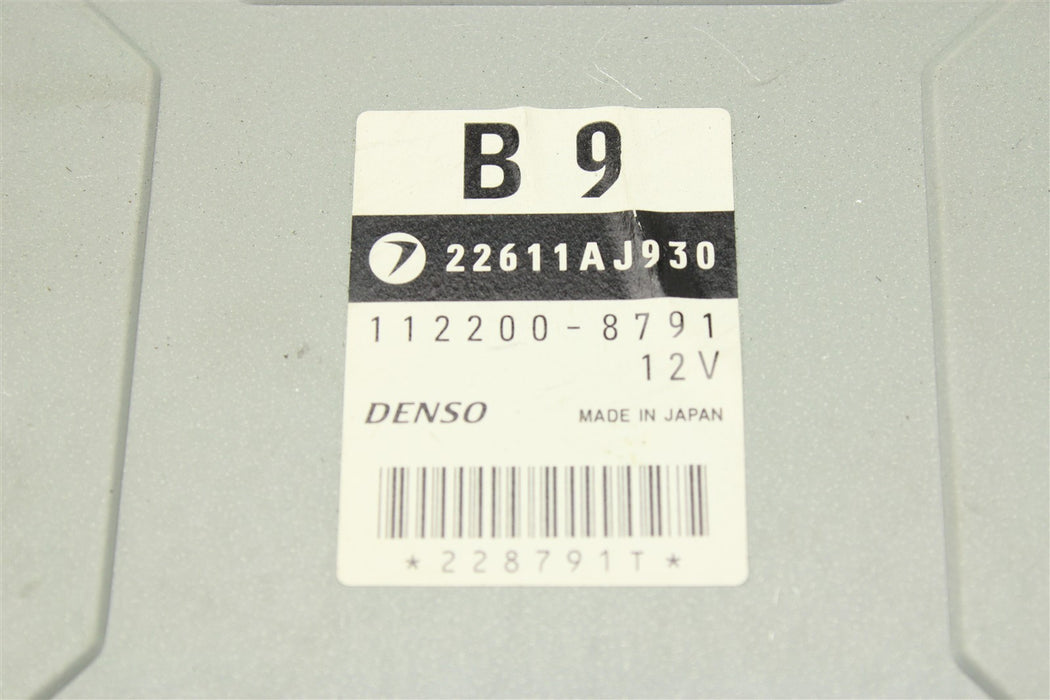 B 9
22611AJ930
112200-8791
12V
DENSO MADE IN JAPAN
*228791T*